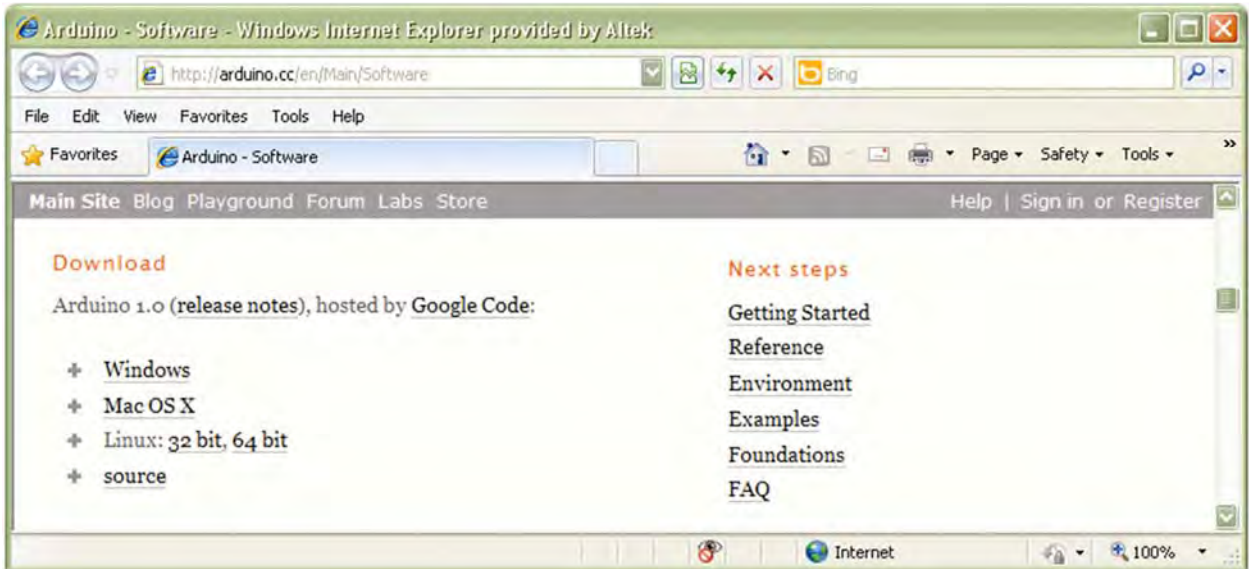 Arduino - Software - Windows Internet Explorer provided by Altek
http://arduino.cc/en/Main/Software
Bing
File Edit View Favorites Tools Help
Favorites Arduino - Software Page Safety Tools »
Main Site Blog Playground Forum Labs Store Help | Sign in or Register
Download
Arduino 1.0 (release notes), hosted by Google Code:
Windows
Mac OS X
Linux: 32 bit, 64 bit
source
Next steps
Getting Started
Reference
Environment
Examples
Foundations
FAQ
Internet 100%